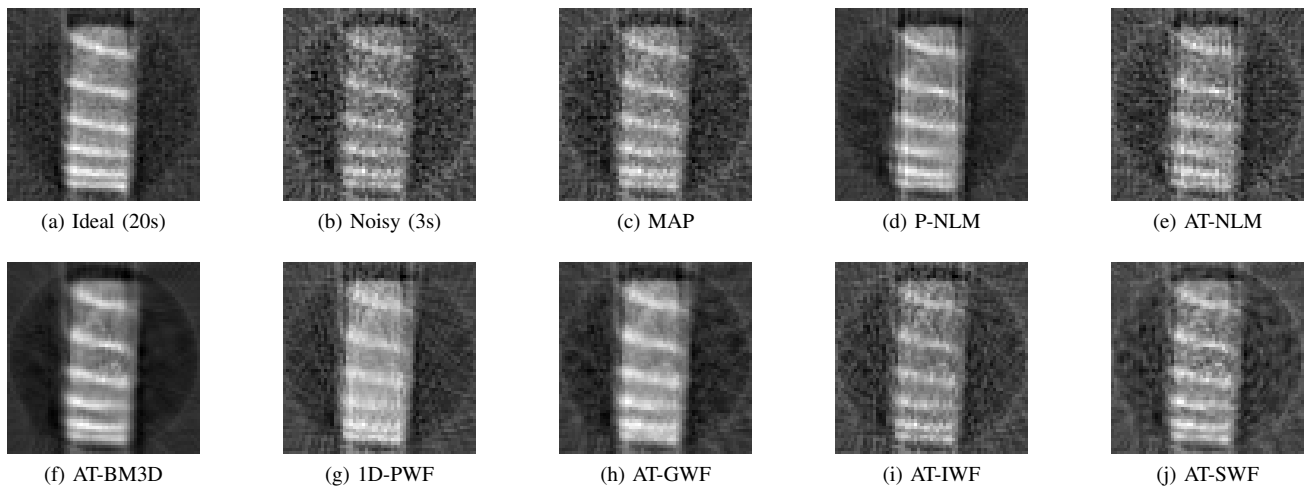 (a) Ideal (20s)
(b) Noisy (3s)
(c) MAP
(d) P-NLM
(e) AT-NLM
(f) AT-BM3D
(g) 1D-PWF
(h) AT-GWF
(i) AT-IWF
(j) AT-SWF